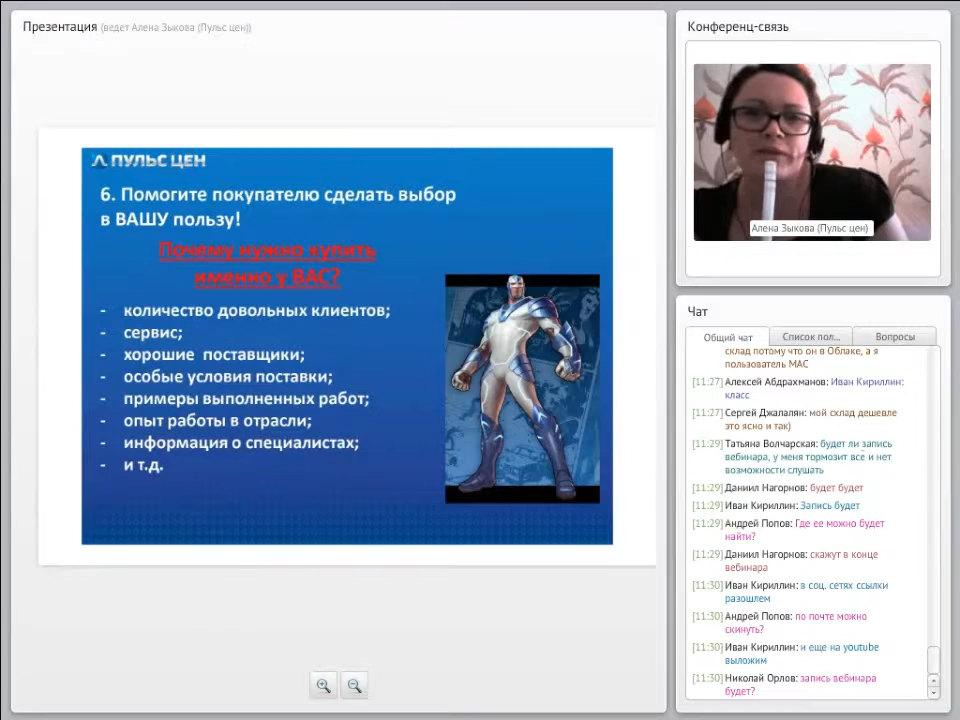 Презентация (ведет Алена Зыкова (Пульс цен))
ПУЛЬС ЦЕН
6. Помогите покупателю сделать выбор
в ВАШУ пользу!
Почему нужно купить
именно у ВАС?
- количество довольных клиентов;
- сервис;
- хорошие поставщики;
- особые условия поставки;
- примеры выполненных работ;
- опыт работы в отрасли;
- информация о специалистах;
- и т.д.
Конференц-связь
Алена Зыкова (Пульс цен)
Чат
Общий чат
Список пол...
Вопросы
склад потому что он в Облаке, а я
пользователь МАС
[11:27] Алексей Абдрахманов: Иван Кириллин:
класс
[11:27] Сергей Джалалян: мой склад дешевле
это ясно и так)
[11:29] Татьяна Волчарская: будет ли запись
вебинара, у меня тормозит всё и нет
возможности слушать
[11:29] Даниил Нагорнов: будет будет
[11:29] Иван Кириллин: Запись будет
[11:29] Андрей Попов: Где ее можно будет
найти?
[11:29] Даниил Нагорнов: скажут в конце
вебинара
[11:30] Иван Кириллин: в соц. сетях ссылки
разошлем
[11:30] Андрей Попов: по почте можно
скинуть?
[11:30] Иван Кириллин: и еще на youtube
выложим
[11:30] Николай Орлов: запись вебинара
будет?